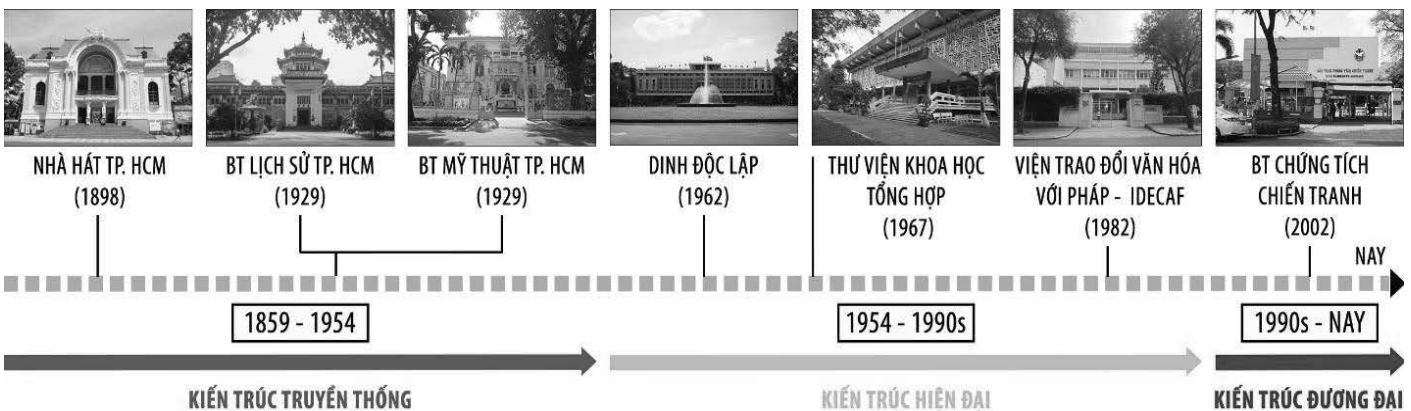 NHÀ HÁT TP. HCM
(1898)
BT LỊCH SỬ TP. HCM
(1929)
BT MỸ THUẬT TP. HCM
(1929)
DINH ĐỘC LẬP
(1962)
THƯ VIỆN KHOA HỌC
TỔNG HỢP
(1967)
VIỆN TRAO ĐỔI VĂN HÓA
VỚI PHÁP - IDECAF
(1982)
BT CHỨNG TÍCH
CHIẾN TRANH
(2002)
NAY
1859 - 1954
1954 - 1990s
1990s - NAY
KIẾN TRÚC TRUYỀN THỐNG
KIẾN TRÚC HIỆN ĐẠI
KIẾN TRÚC ĐƯƠNG ĐẠI